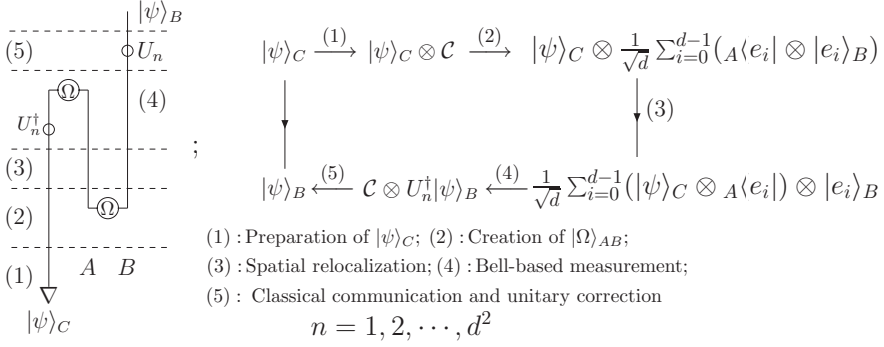 |ψ⟩_B
(5)
U_n
Ω
(4)
U_n^†
(3)
(2)
Ω
(1)
A
B
|ψ⟩_C
;
|ψ⟩_C (1) |ψ⟩_C ⊗ 𝒞 (2) |ψ⟩_C ⊗ 1/√d ∑_{i=0}^{d-1}(_A⟨e_i| ⊗ |e_i⟩_B)
(3)
|ψ⟩_B (5) 𝒞 ⊗ U_n^†|ψ⟩_B (4) 1/√d ∑_{i=0}^{d-1}(|ψ⟩_C ⊗ _A⟨e_i|) ⊗ |e_i⟩_B
(1) : Preparation of |ψ⟩_C; (2) : Creation of |Ω⟩_{AB};
(3) : Spatial relocalization; (4) : Bell-based measurement;
(5) : Classical communication and unitary correction
n = 1, 2, ⋯, d^2